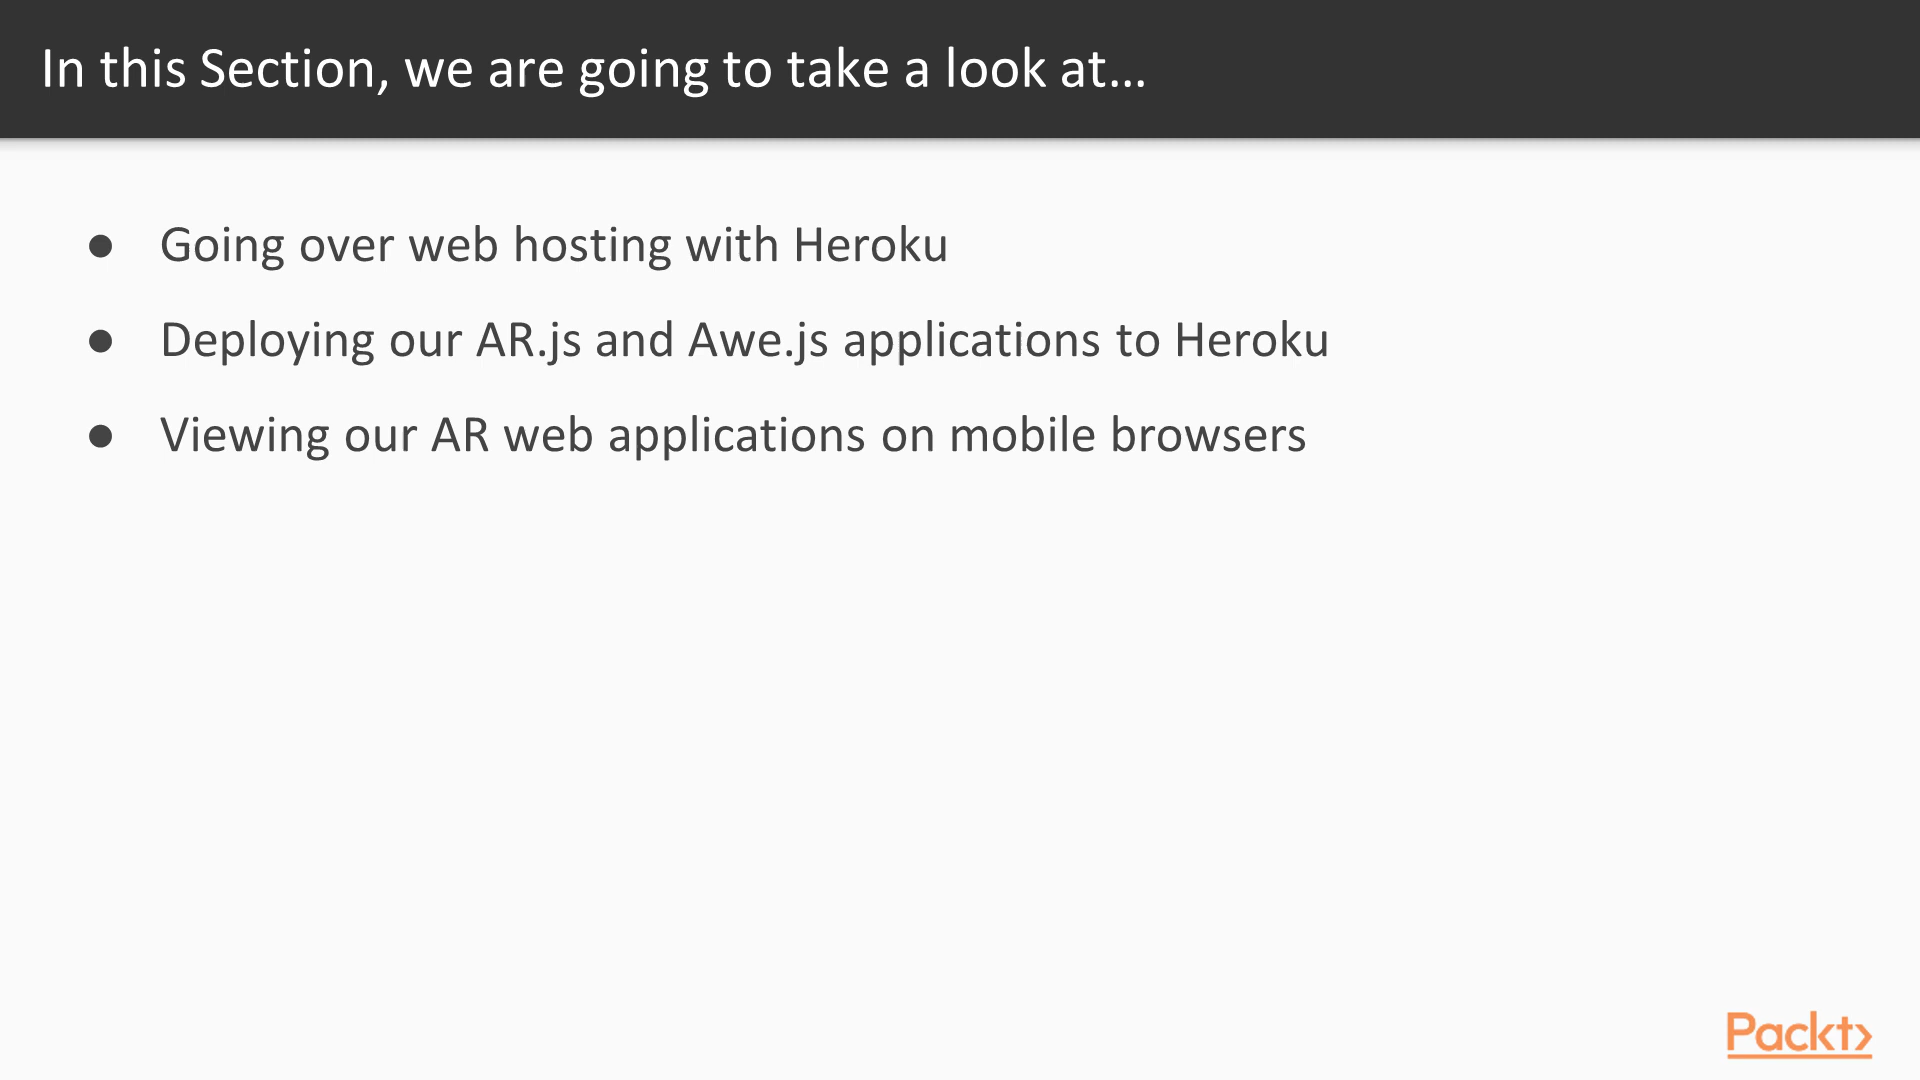 In this Section, we are going to take a look at…
● Going over web hosting with Heroku
● Deploying our AR.js and Awe.js applications to Heroku
● Viewing our AR web applications on mobile browsers
Packt>